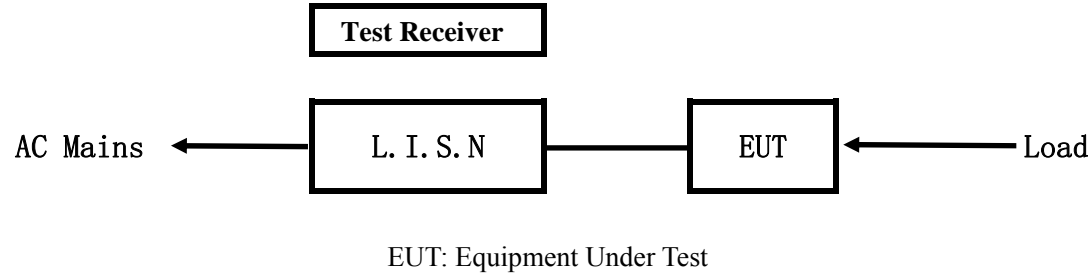 Test Receiver
AC Mains L.I.S.N EUT Load
EUT: Equipment Under Test